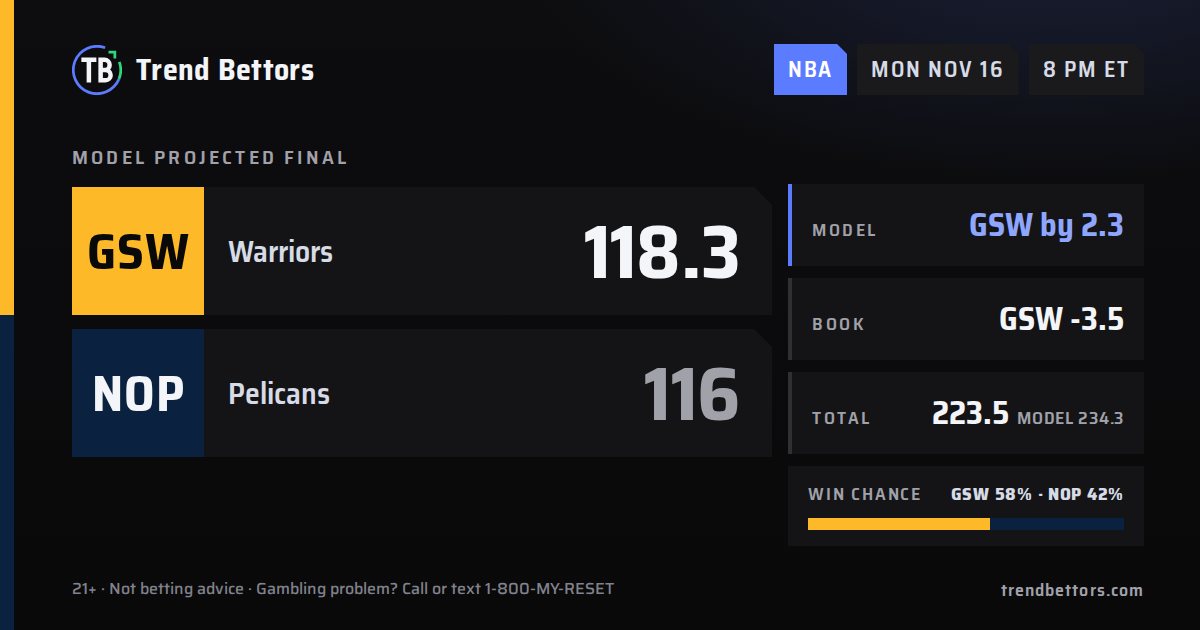 TB Trend Bettors
NBA MON NOV 16 8 PM ET
MODEL PROJECTED FINAL
GSW Warriors 118.3
NOP Pelicans 116
MODEL GSW by 2.3
BOOK GSW -3.5
TOTAL 223.5 MODEL 234.3
WIN CHANCE GSW 58% · NOP 42%
21+ · Not betting advice · Gambling problem? Call or text 1-800-MY-RESET
trendbettors.com